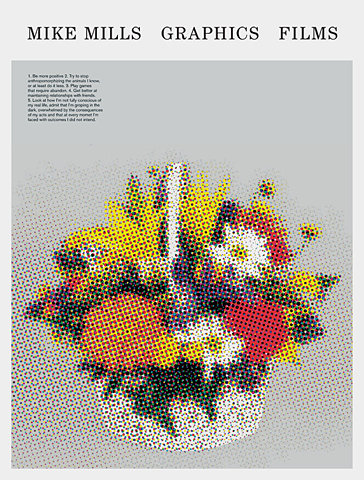 MIKE MILLS GRAPHICS FILMS
1. Be more positive 2. Try to stop
anthropomorphizing the animals I know,
or at least do it less. 3. Play games
that require abandon. 4. Get better at
maintaining relationships with friends.
5. Look at how I'm not fully conscious of
my real life, admit that I'm groping in the
dark, overwhelmed by the consequences
of my acts and that at every moment I'm
faced with outcomes I did not intend.